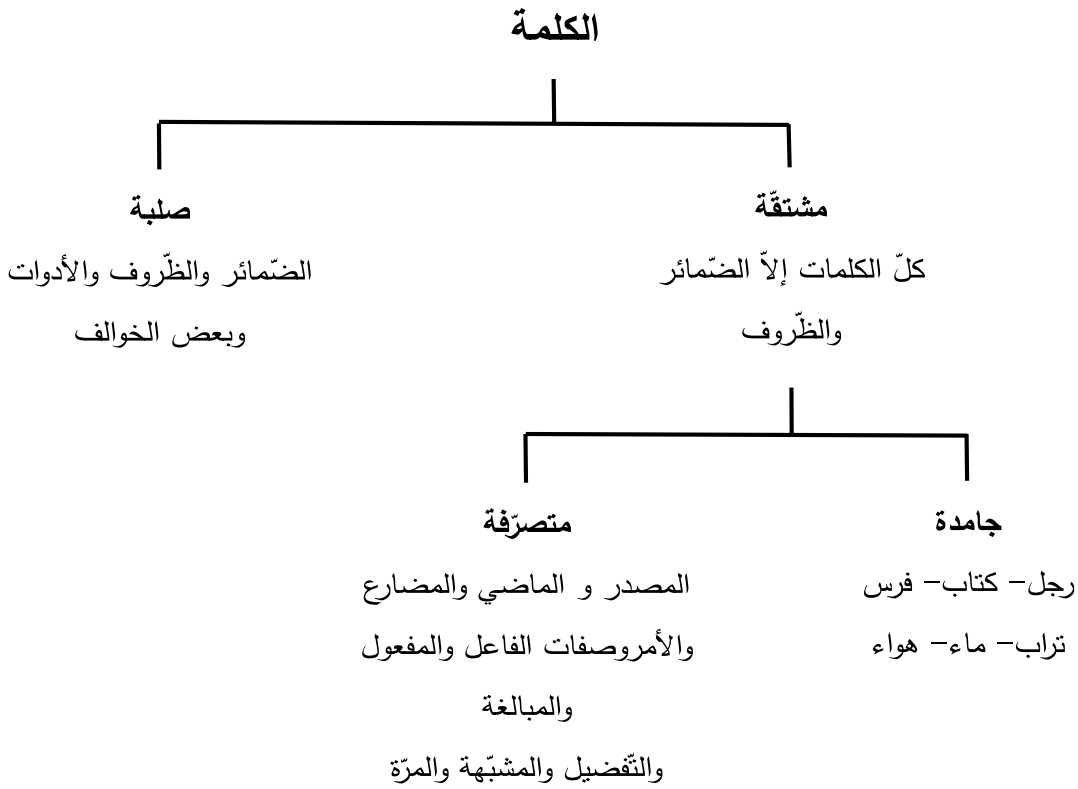 الكلمة
مشتقّة
صلبة
كلّ الكلمات إلاّ الضّمائر
والظّروف
الضّمائر والظّروف والأدوات
وبعض الخوالف
جامدة
متصرّفة
رجل– كتاب– فرس
تراب– ماء– هواء
المصدر و الماضي والمضارع
والأمروصفات الفاعل والمفعول
والمبالغة
والتّفضيل والمشبّهة والمرّة